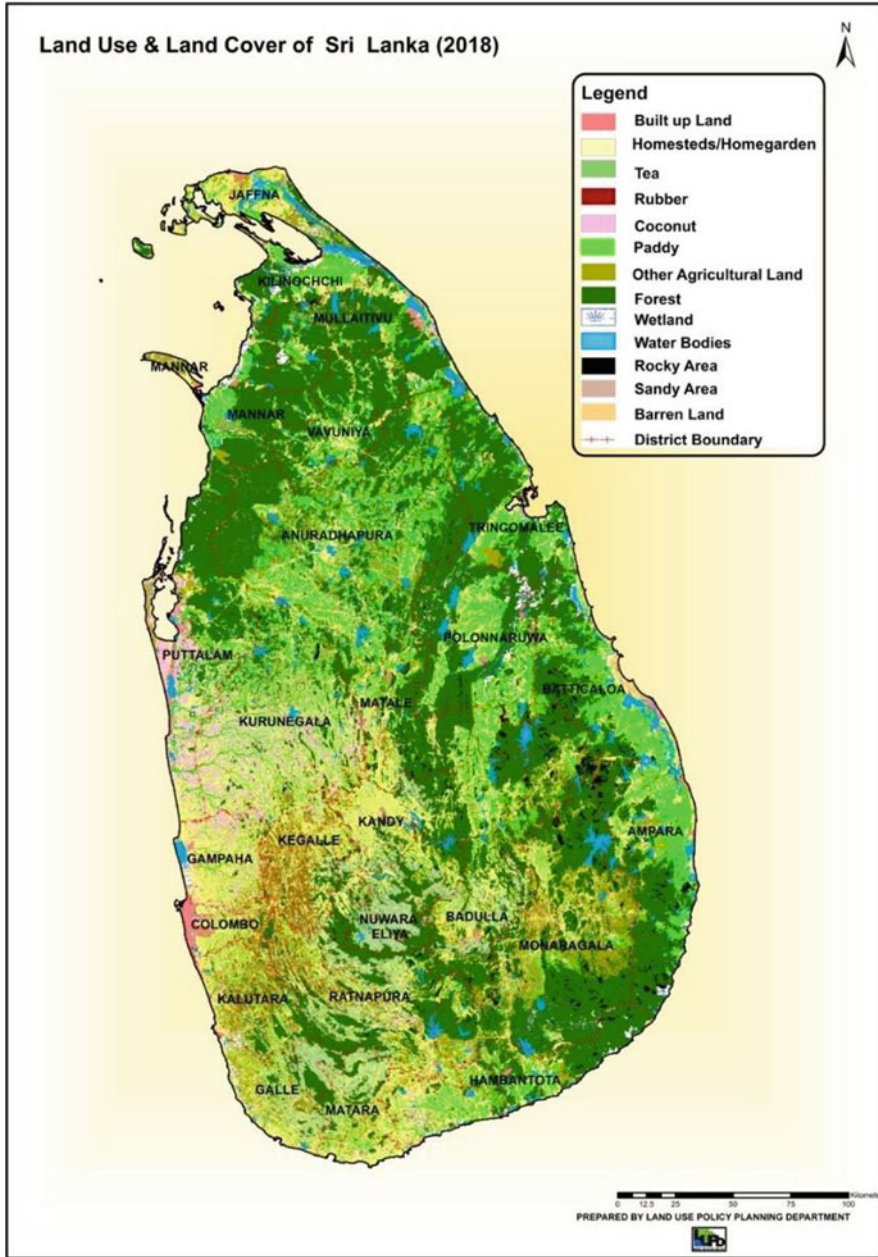 Land Use & Land Cover of Sri Lanka (2018)
N
Legend
Built up Land
Homesteds/Homegarden
Tea
Rubber
Coconut
Paddy
Other Agricultural Land
Forest
Wetland
Water Bodies
Rocky Area
Sandy Area
Barren Land
District Boundary
JAFFNA
KILINOCHCHI
MULLAITIVU
MANNAR
MANNAR
VAVUNIYA
TRINCOMALEE
ANURADHAPURA
POLONNARUWA
PUTTALAM
BATTICALOA
MATALE
KURUNEGALA
KANDY
AMPARA
KEGALLE
GAMPAHA
NUWARA
ELIYA
BADULLA
COLOMBO
MONARAGALA
KALUTARA
RATNAPURA
HAMBANTOTA
GALLE
MATARA
0 12.5 25 50 75 100
PREPARED BY LAND USE POLICY PLANNING DEPARTMENT